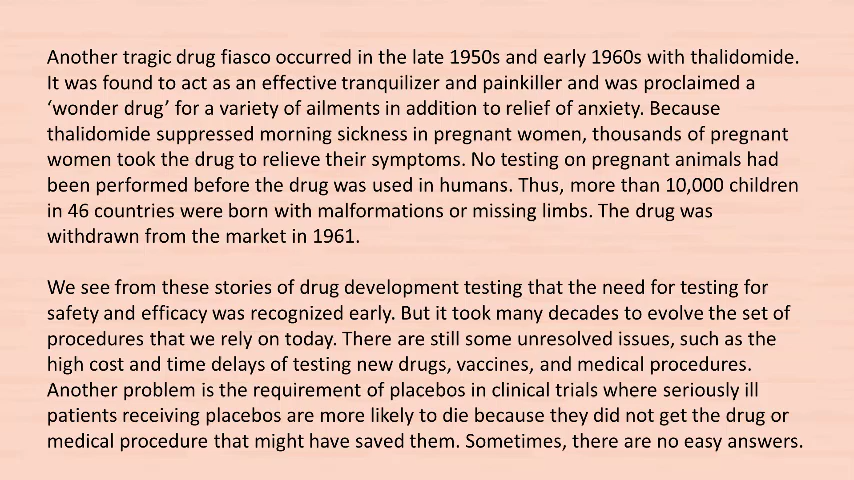 Another tragic drug fiasco occurred in the late 1950s and early 1960s with thalidomide.
It was found to act as an effective tranquilizer and painkiller and was proclaimed a
‘wonder drug’ for a variety of ailments in addition to relief of anxiety. Because
thalidomide suppressed morning sickness in pregnant women, thousands of pregnant
women took the drug to relieve their symptoms. No testing on pregnant animals had
been performed before the drug was used in humans. Thus, more than 10,000 children
in 46 countries were born with malformations or missing limbs. The drug was
withdrawn from the market in 1961.
We see from these stories of drug development testing that the need for testing for
safety and efficacy was recognized early. But it took many decades to evolve the set of
procedures that we rely on today. There are still some unresolved issues, such as the
high cost and time delays of testing new drugs, vaccines, and medical procedures.
Another problem is the requirement of placebos in clinical trials where seriously ill
patients receiving placebos are more likely to die because they did not get the drug or
medical procedure that might have saved them. Sometimes, there are no easy answers.